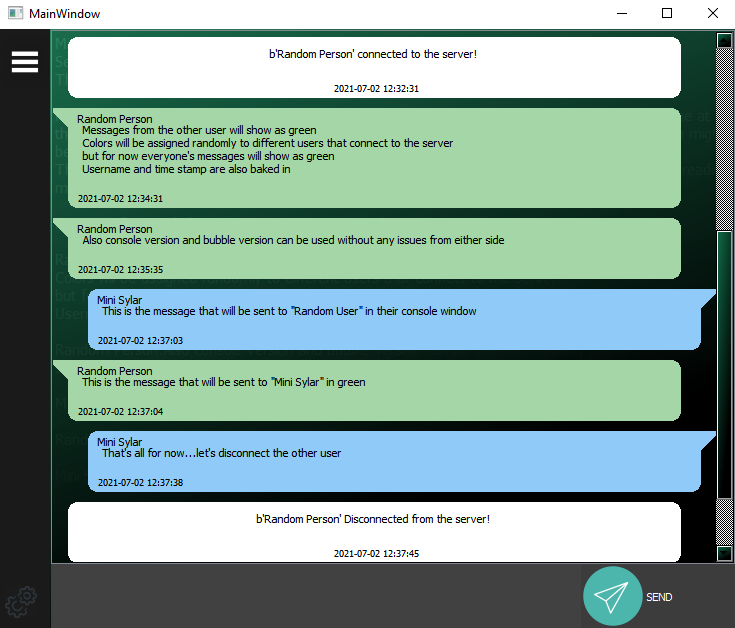 MainWindow
b'Random Person' connected to the server!
2021-07-02 12:32:31
Random Person
Messages from the other user will show as green
Colors will be assigned randomly to different users that connect to the server
but for now everyone's messages will show as green
Username and time stamp are also baked in
2021-07-02 12:34:31
Random Person
Also console version and bubble version can be used without any issues from either side
2021-07-02 12:35:35
Mini Sylar
This is the message that will be sent to "Random User" in their console window
2021-07-02 12:37:03
Random Person
This is the message that will be sent to "Mini Sylar" in green
2021-07-02 12:37:04
Mini Sylar
That's all for now...let's disconnect the other user
2021-07-02 12:37:38
b'Random Person' Disconnected from the server!
2021-07-02 12:37:45
SEND